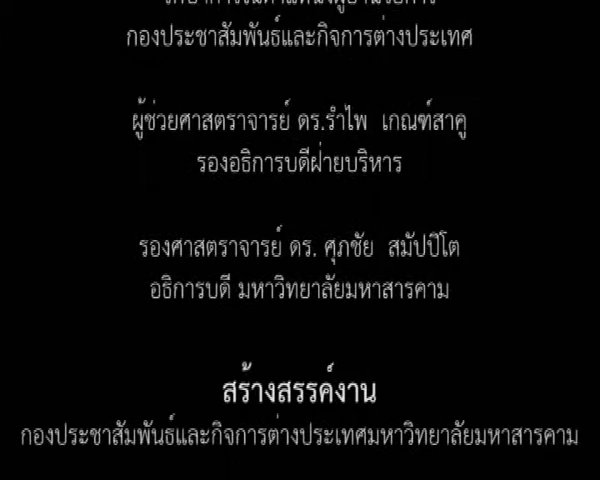 กองประชาสัมพันธ์และกิจการต่างประเทศ
ผู้ช่วยศาสตราจารย์ ดร.รำไพ เกณฑ์สาคู
รองอธิการบดีฝ่ายบริหาร
รองศาสตราจารย์ ดร. ศุภชัย สมัปปิโต
อธิการบดี มหาวิทยาลัยมหาสารคาม
สร้างสรรค์งาน
กองประชาสัมพันธ์และกิจการต่างประเทศมหาวิทยาลัยมหาสารคาม